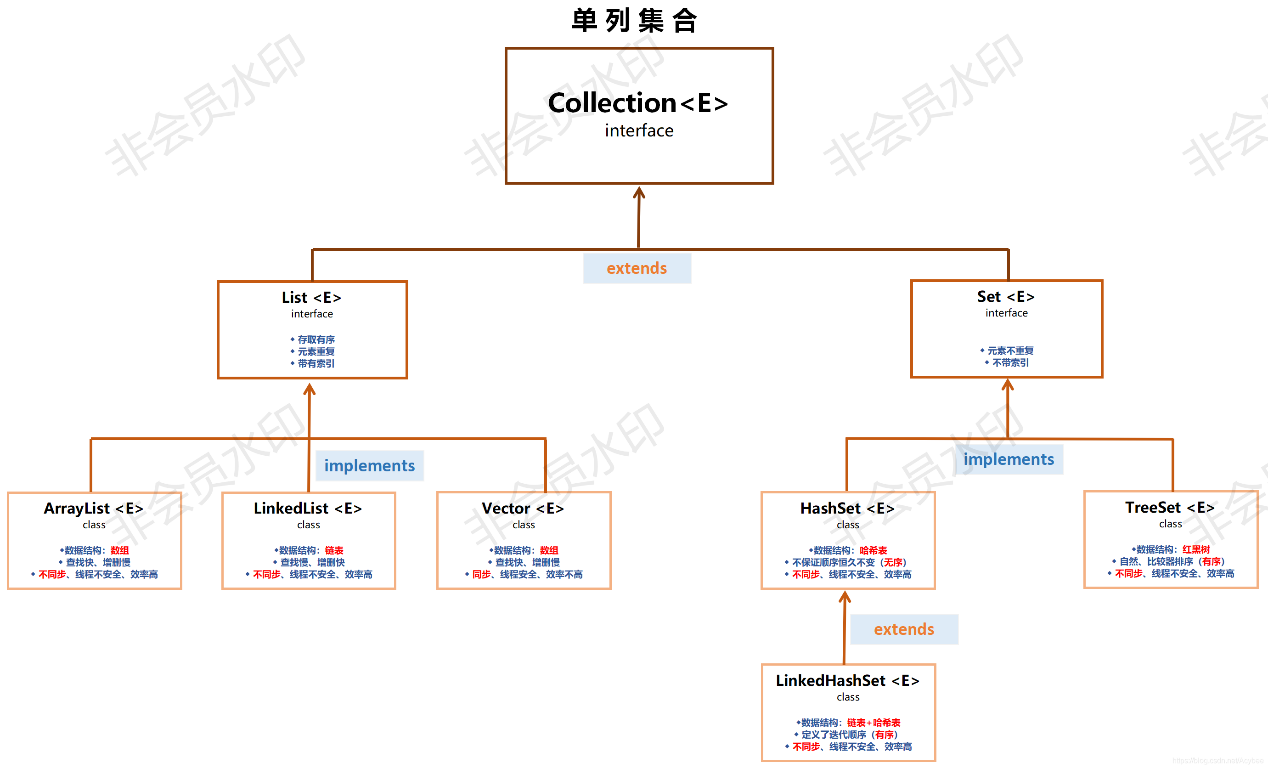 单 列 集 合
Collection<E>
interface
extends
List <E>
interface
◆ 存取有序
◆ 元素重复
◆ 带有索引
Set <E>
interface
◆ 元素不重复
◆ 不带索引
implements
implements
ArrayList <E>
class
◆数据结构：数组
◆ 查找快、增删慢
◆ 不同步、线程不安全、效率高
LinkedList <E>
class
◆数据结构：链表
◆ 查找慢、增删快
◆ 不同步、线程不安全、效率高
Vector <E>
class
◆数据结构：数组
◆ 查找快、增删慢
◆ 同步、线程安全、效率不高
HashSet <E>
class
◆数据结构：哈希表
◆ 不保证顺序恒久不变（无序）
◆ 不同步、线程不安全、效率高
TreeSet <E>
class
◆数据结构：红黑树
◆ 自然、比较器排序（有序）
◆ 不同步、线程不安全、效率高
extends
LinkedHashSet <E>
class
◆数据结构：链表+哈希表
◆ 定义了迭代顺序（有序）
◆ 不同步、线程不安全、效率高
非会员水印
非会员水印
非会员水印
非会员水印
非会员水印
非会员水印
非会员水印